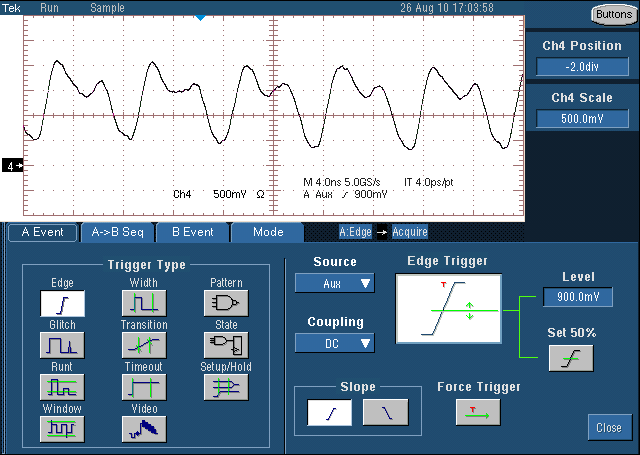 Tek Run Sample 26 Aug 10 17:03:58
Buttons
Ch4 Position
-2.0div
Ch4 Scale
500.0mV
4
M 4.0ns 5.0GS/s IT 4.0ps/pt
Ch4 500mV Ω A Aux 900mV
A Event A->B Seq B Event Mode A:Edge Acquire
Trigger Type
Edge Width Pattern
Glitch Transition State
Runt Timeout Setup/Hold
Window Video
Source
Aux
Coupling
DC
Slope
Edge Trigger
T
Level
900.0mV
Set 50%
Force Trigger
T
Close